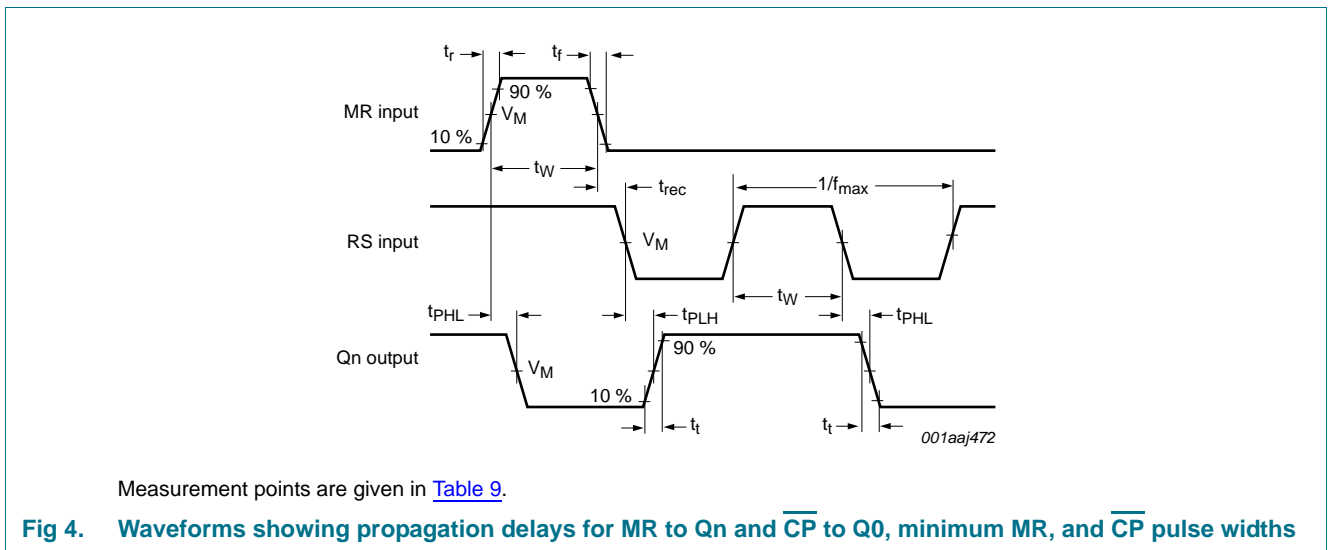 tr tf
90 %
MR input VM
10 %
tW
trec 1/fmax
RS input VM
tW
tPHL tPLH tPHL
90 %
Qn output VM
10 %
tt tt
001aaj472
Measurement points are given in Table 9.
Fig 4. Waveforms showing propagation delays for MR to Qn and C̅P̅ to Q0, minimum MR, and C̅P̅ pulse widths